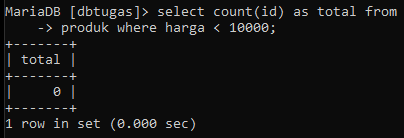 MariaDB [dbtugas]> select count(id) as total from
    -> produk where harga < 10000;
+-------+
| total |
+-------+
|     0 |
+-------+
1 row in set (0.000 sec)